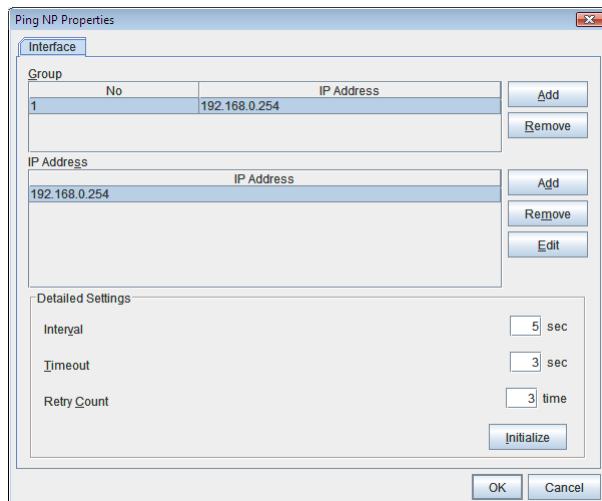 Ping NP Properties
Interface
Group
No IP Address
1 192.168.0.254
Add
Remove
IP Address
IP Address
192.168.0.254
Add
Remove
Edit
Detailed Settings
Interval 5 sec
Timeout 3 sec
Retry Count 3 time
Initialize
OK Cancel